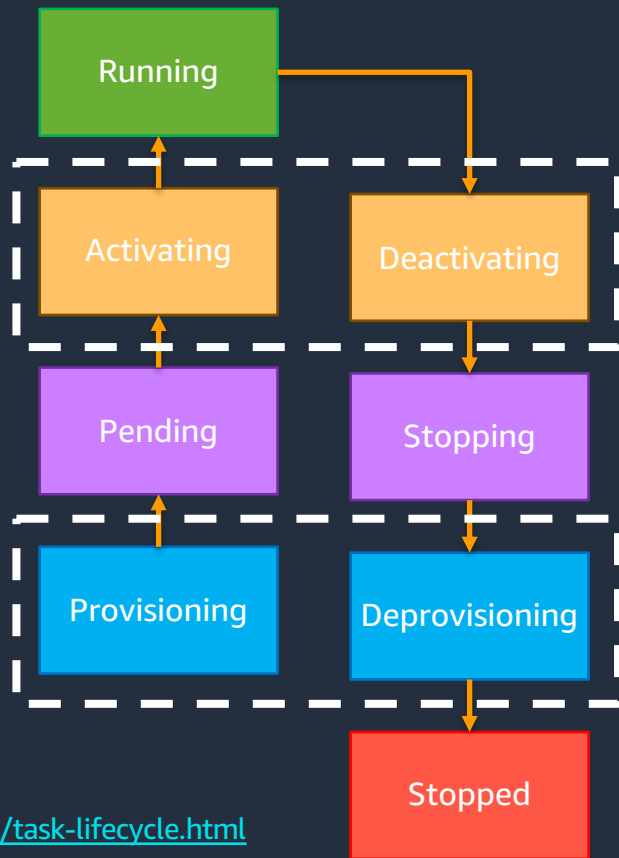 Running
Activating
Deactivating
Pending
Stopping
Provisioning
Deprovisioning
Stopped
/task-lifecycle.html